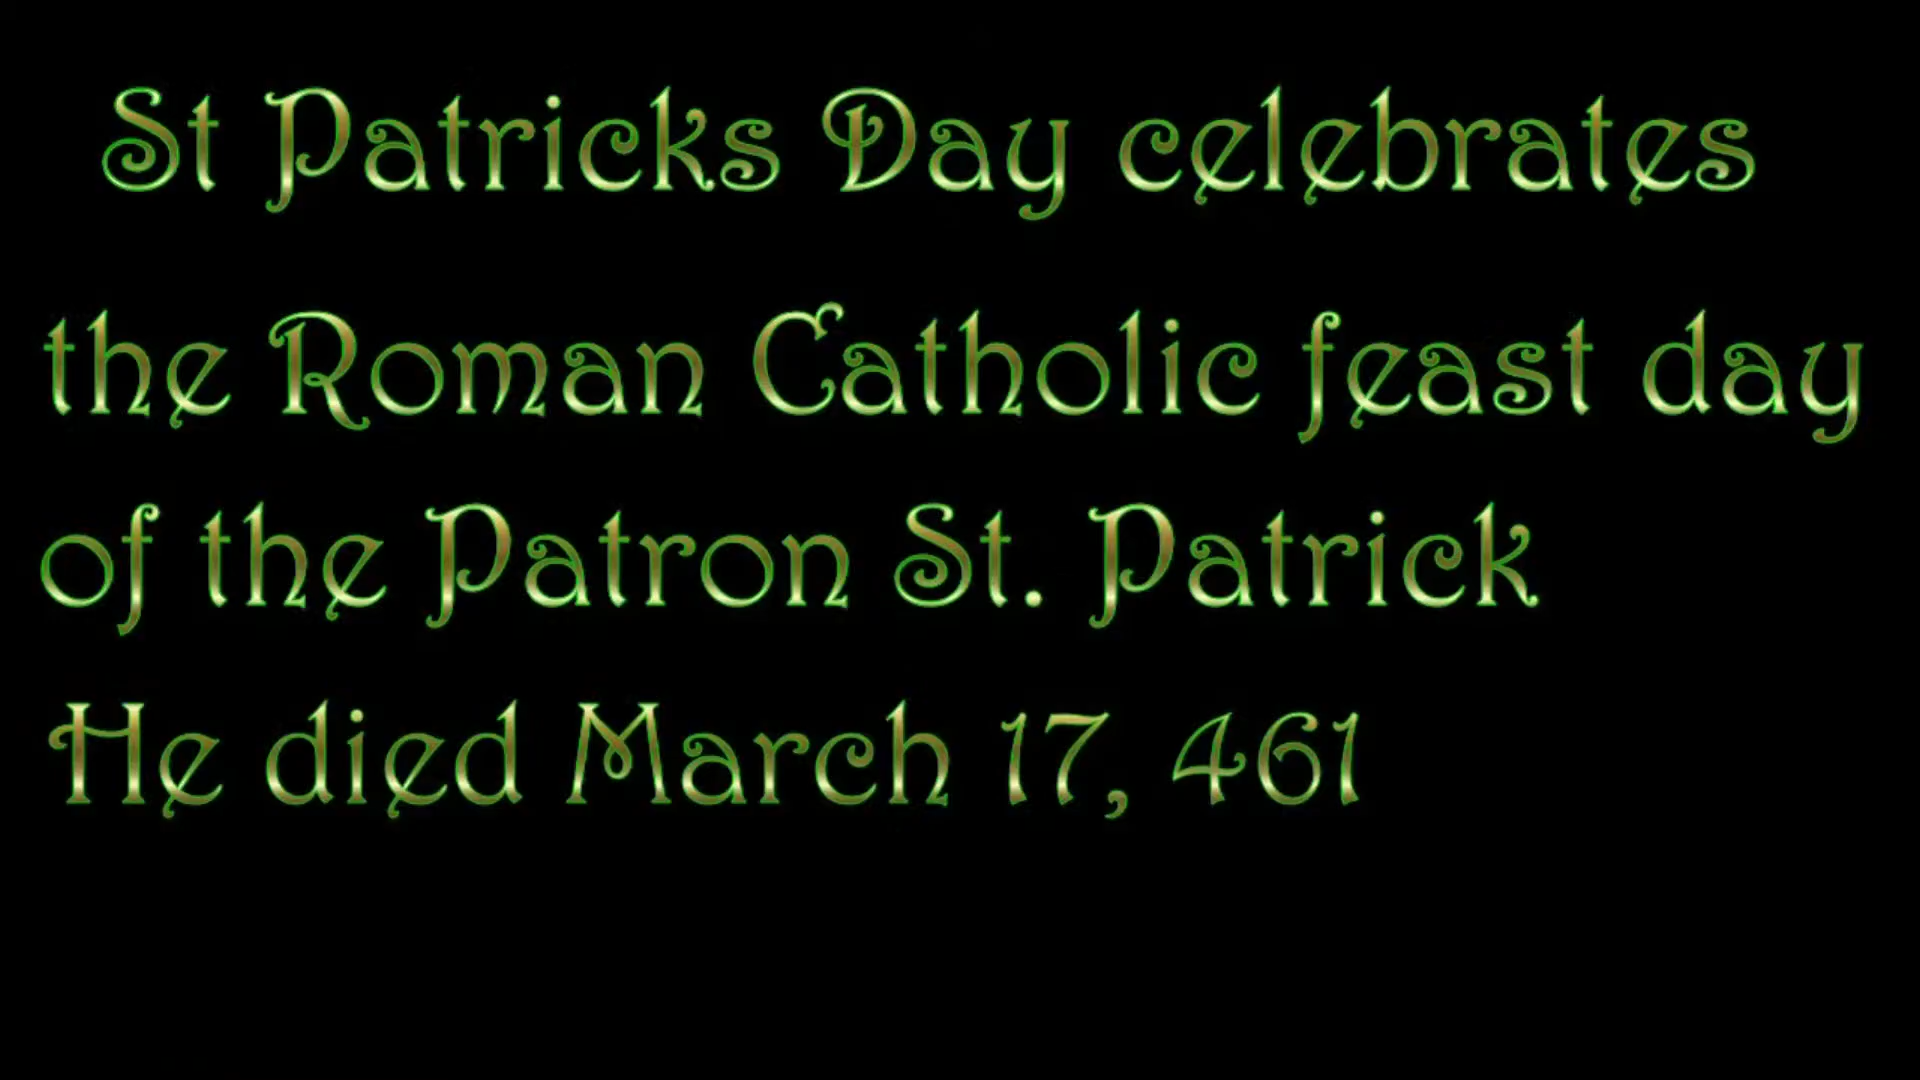 St Patricks Day celebrates
the Roman Catholic feast day
of the Patron St. Patrick
He died March 17, 461